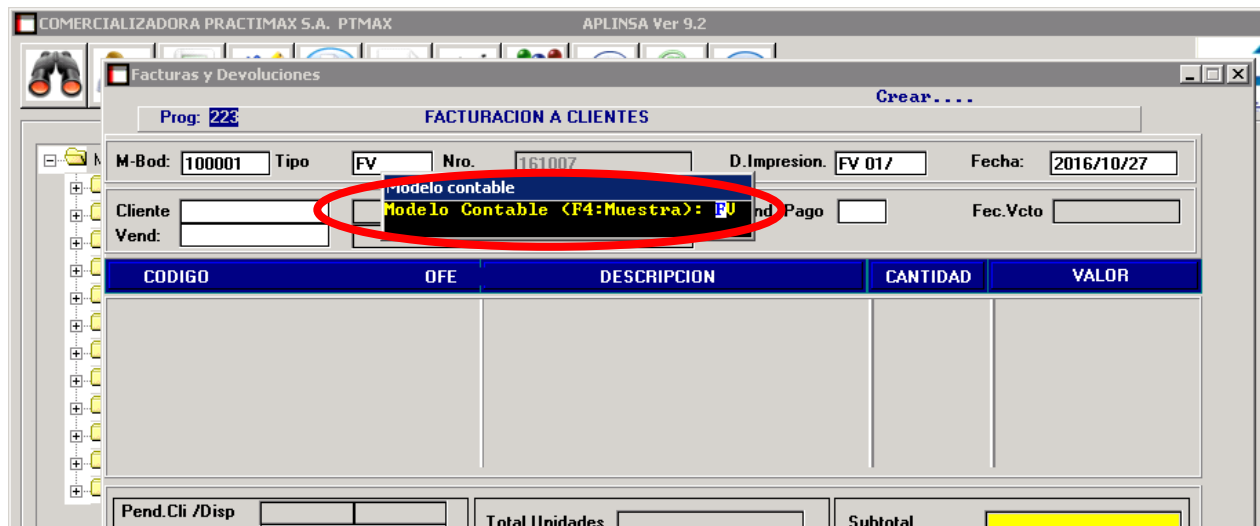 COMERCIALIZADORA PRACTIMAX S.A. PTMAX APLINSA Ver 9.2
Facturas y Devoluciones
Crear....
Prog: 223 FACTURACION A CLIENTES
M-Bod: 100001 Tipo FV Nro. 161007 D.Impresion. FV 017 Fecha: 2016/10/27
Modelo contable
Cliente Modelo Contable (F4:Muestra): FV Pago Fec.Vcto
Vend:
CODIGO OFE DESCRIPCION CANTIDAD VALOR
Pend.Cli /Disp
Total Unidades Subtotal